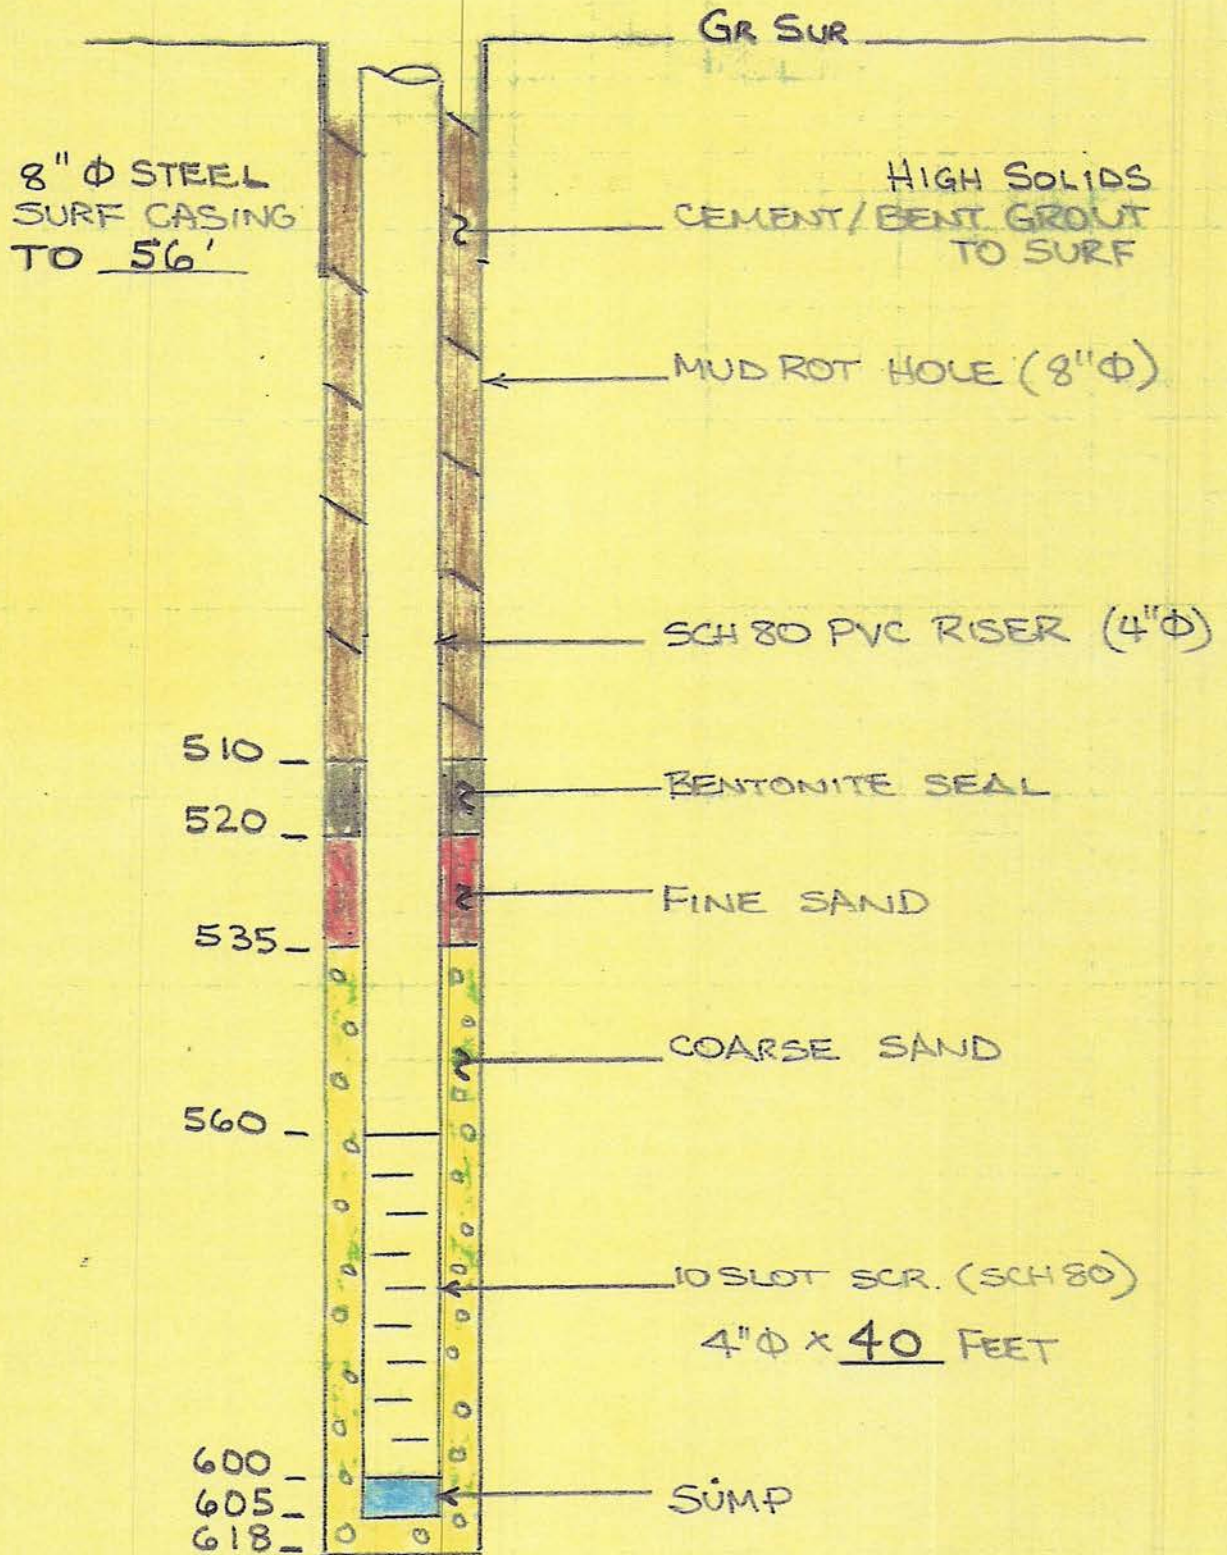 GR SUR
8" Φ STEEL
SURF CASING
TO 56'
HIGH SOLIDS
CEMENT/BENT GROUT
TO SURF
MUD ROT HOLE (8"Φ)
SCH 80 PVC RISER (4"Φ)
510
BENTONITE SEAL
520
FINE SAND
535
COARSE SAND
560
10 SLOT SCR. (SCH 80)
4"Φ x 40 FEET
600
SUMP
605
618